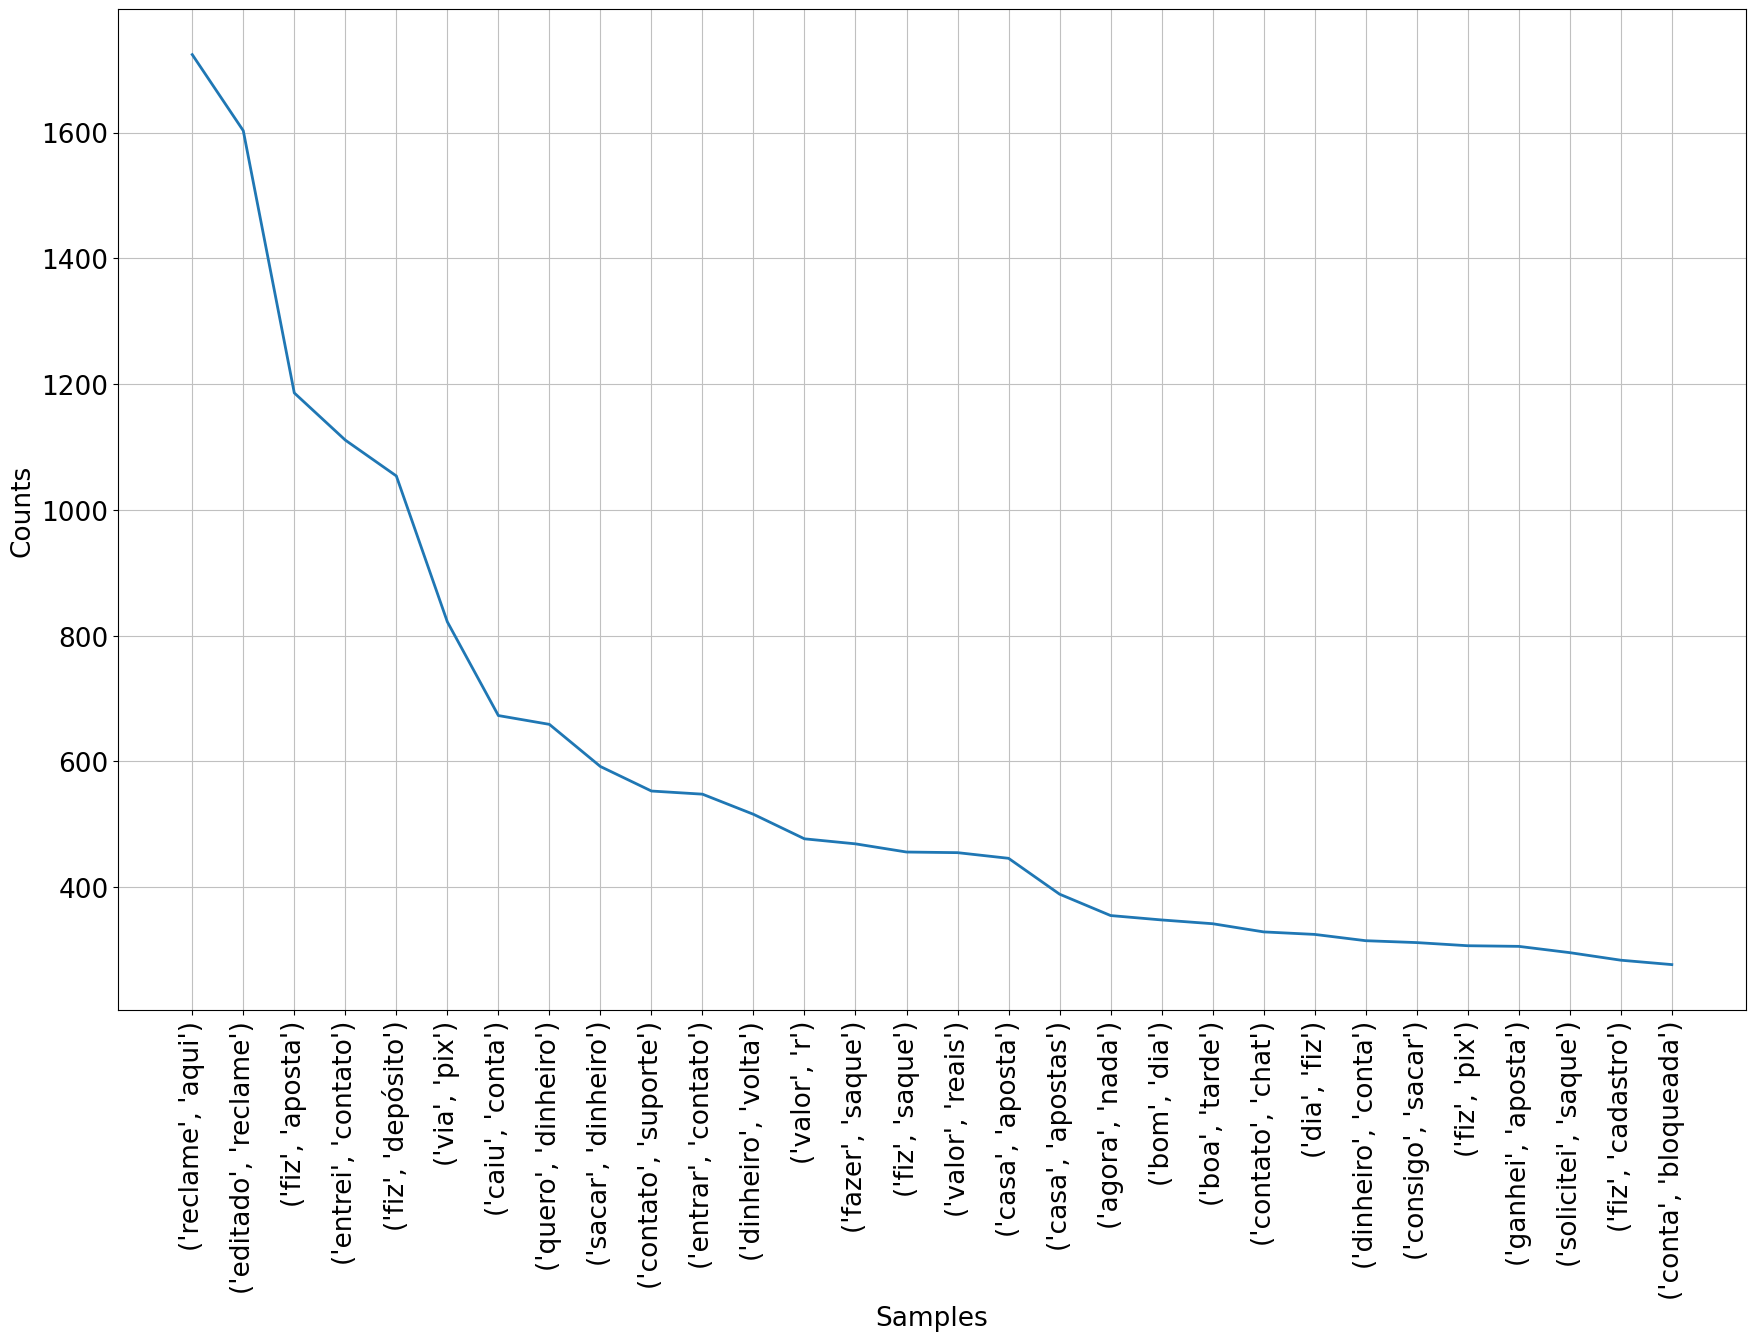 1600
1400
1200
1000
800
600
400
Counts
('reclame', 'aqui')
('editado', 'reclame')
('fiz', 'aposta')
('entrei', 'contato')
('fiz', 'depósito')
('via', 'pix')
('caiu', 'conta')
('quero', 'dinheiro')
('sacar', 'dinheiro')
('contato', 'suporte')
('entrar', 'contato')
('dinheiro', 'volta')
('valor', 'r')
('fazer', 'saque')
('fiz', 'saque')
('valor', 'reais')
('casa', 'aposta')
('casa', 'apostas')
('agora', 'nada')
('bom', 'dia')
('boa', 'tarde')
('contato', 'chat')
('dia', 'fiz')
('dinheiro', 'conta')
('consigo', 'sacar')
('fiz', 'pix')
('ganhei', 'aposta')
('solicitei', 'saque')
('fiz', 'cadastro')
('conta', 'bloqueada')
Samples